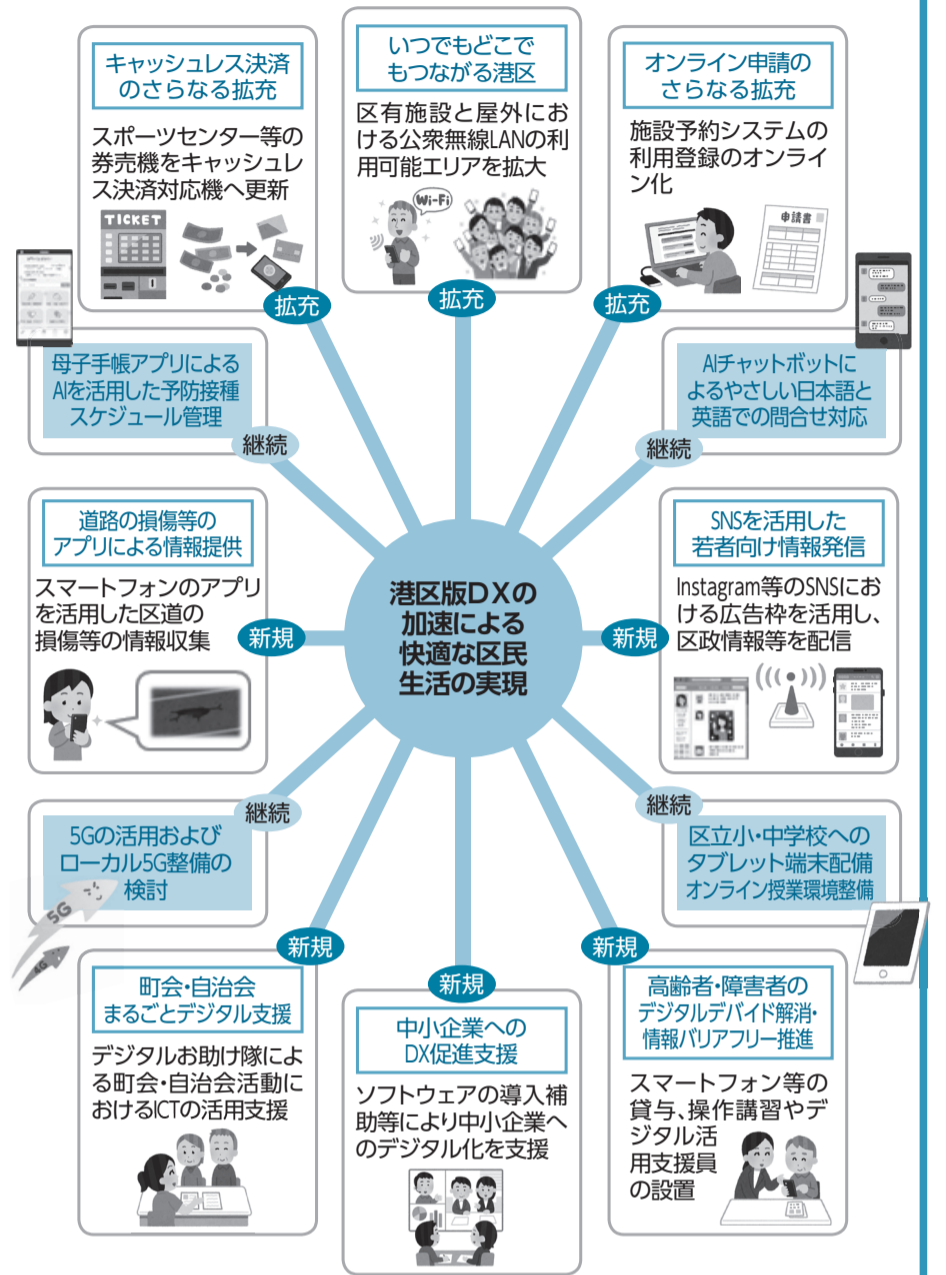 キャッシュレス決済
のさらなる拡充
スポーツセンター等の
券売機をキャッシュレ
ス決済対応機へ更新
TICKET
拡充
いつでもどこで
もつながる港区
区有施設と屋外にお
ける公衆無線LANの利
用可能エリアを拡大
Wi-Fi
拡充
オンライン申請の
さらなる拡充
施設予約システムの
利用登録のオンライ
ン化
申請書
拡充
母子手帳アプリによる
AIを活用した予防接種
スケジュール管理
継続
AIチャットボットに
よるやさしい日本語と
英語での問合せ対応
継続
道路の損傷等の
アプリによる情報提供
スマートフォンのアプリ
を活用した区道の
損傷等の情報収集
新規
港区版DXの
加速による
快適な区民
生活の実現
SNSを活用した
若者向け情報発信
Instagram等のSNSにお
ける広告枠を活用し、
区政情報等を配信
新規
継続
5Gの活用および
ローカル5G整備の
検討
5G
4G
継続
区立小・中学校への
タブレット端末配備
オンライン授業環境整備
新規
町会・自治会
まるごとデジタル支援
デジタルお助け隊によ
る町会・自治会活動に
おけるICTの活用支援
新規
中小企業への
DX促進支援
ソフトウェアの導入補
助等により中小企業へ
のデジタル化を支援
新規
高齢者・障害者の
デジタルデバイド解消・
情報バリアフリー推進
スマートフォン等の
貸与、操作講習やデ
ジタル活
用支援員
の設置